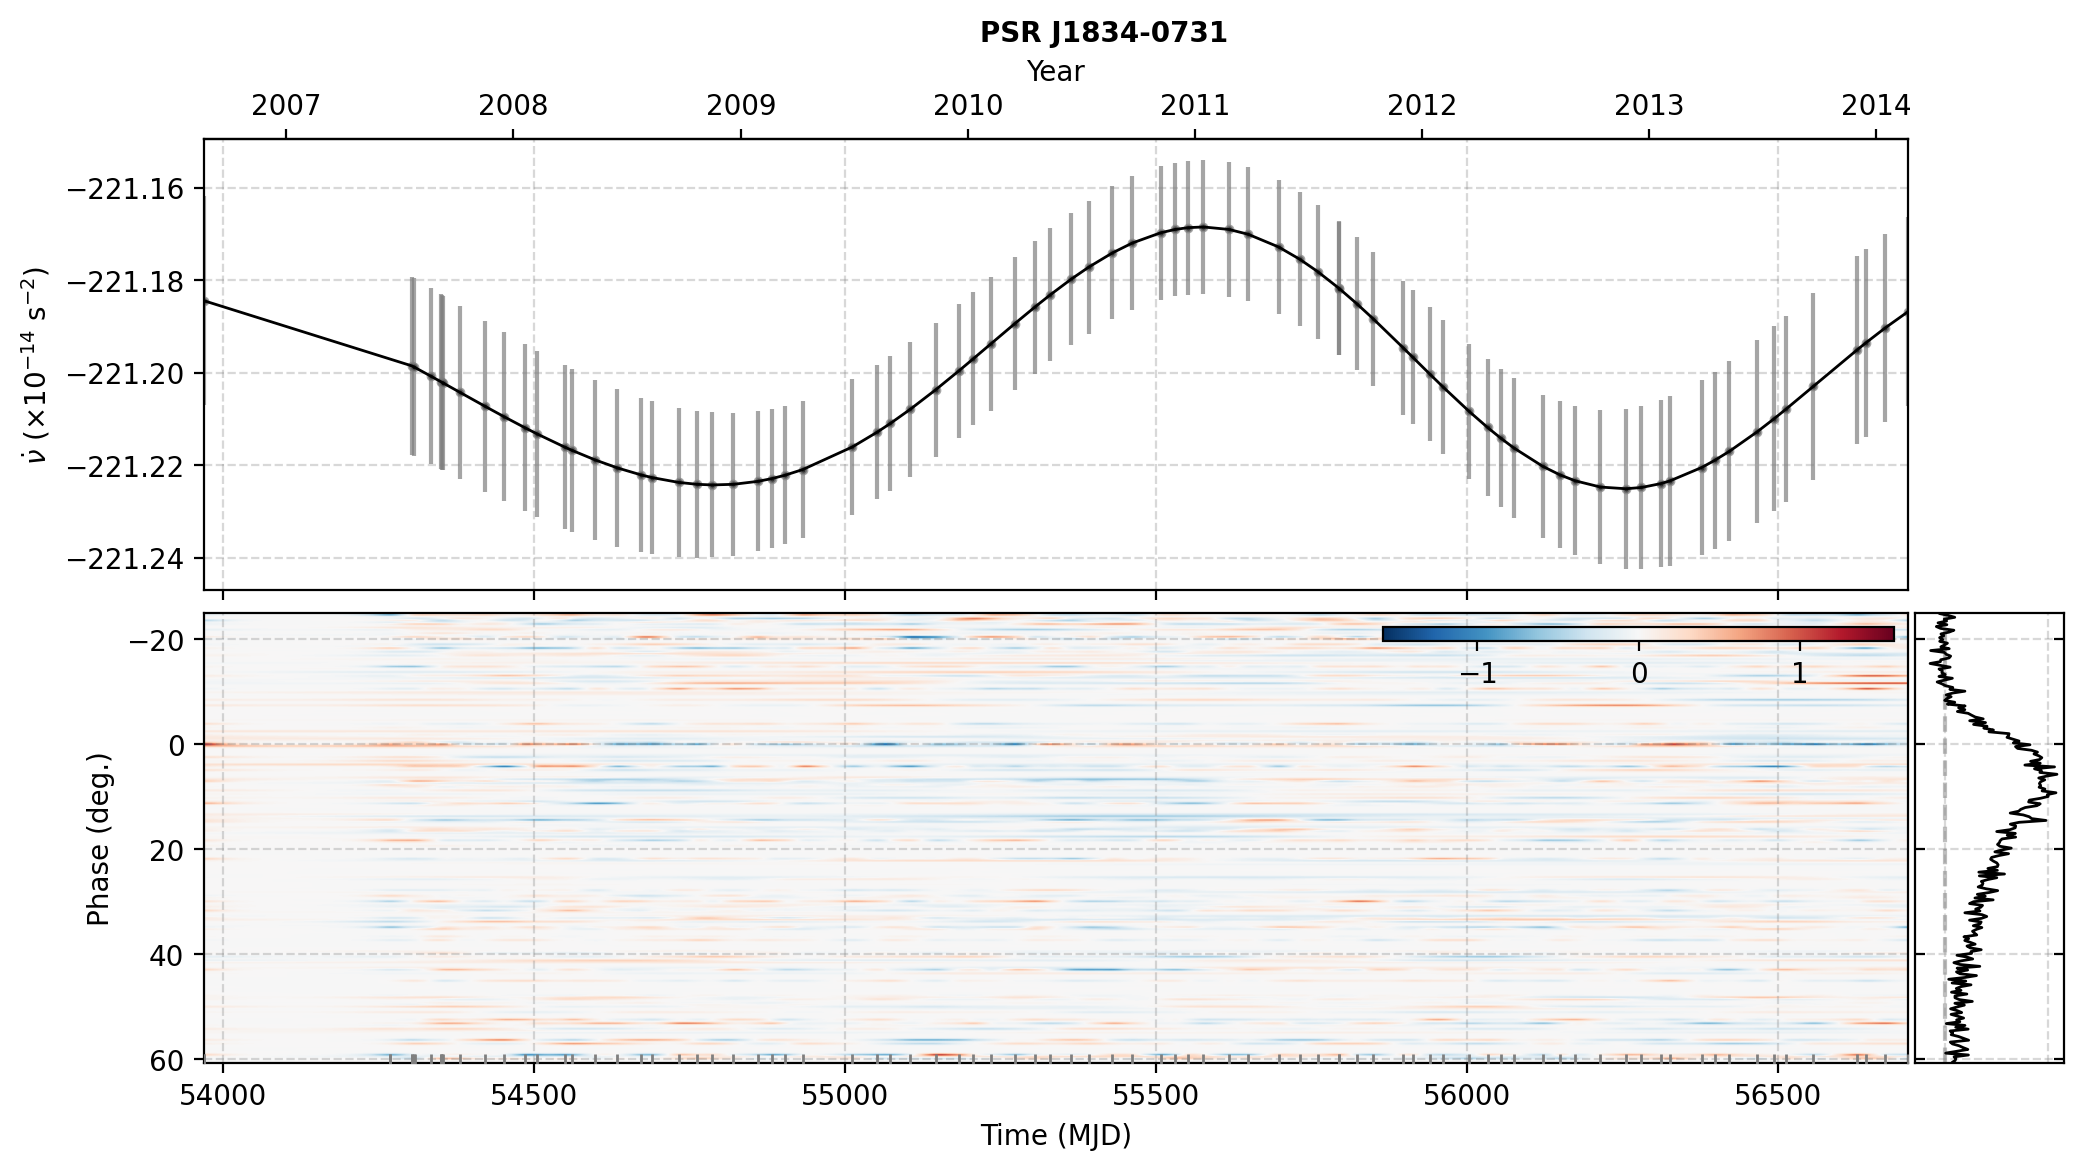 PSR J1834-0731
Year
2007 2008 2009 2010 2011 2012 2013 2014
−221.16
−221.18
−221.20
−221.22
−221.24
ν̇ (×10⁻¹⁴ s⁻²)
−1 0 1
−20
0
20
40
60
Phase (deg.)
54000 54500 55000 55500 56000 56500
Time (MJD)